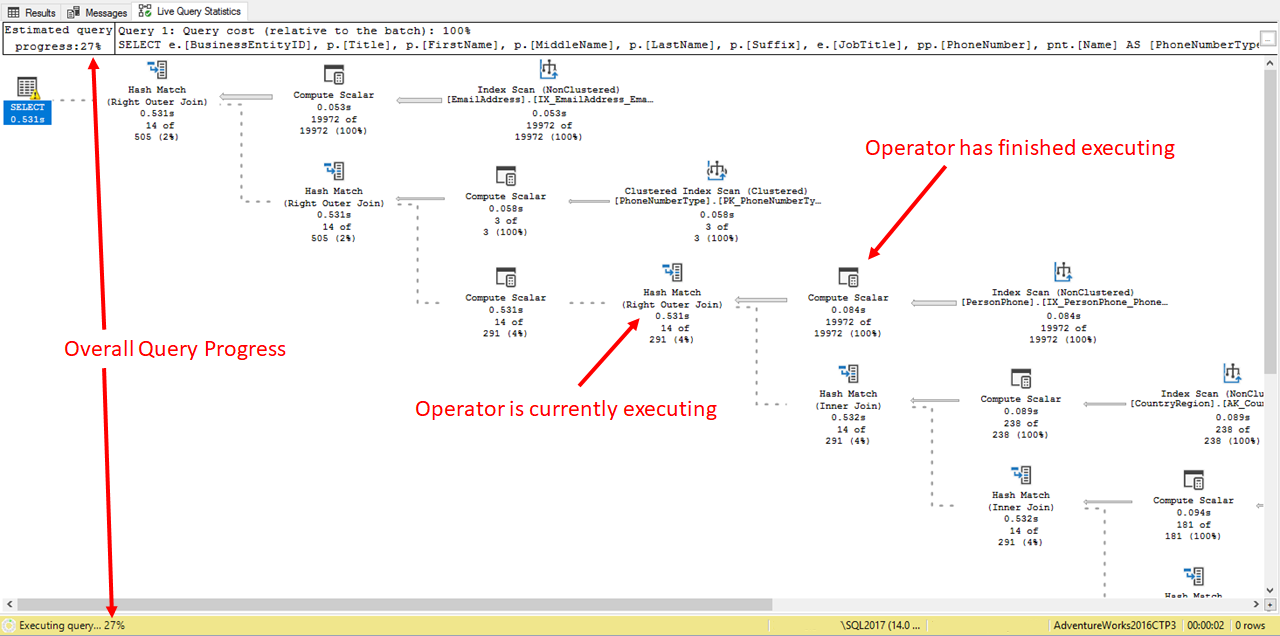 Results
Messages
Live Query Statistics
Estimated query progress:27%
Query 1: Query cost (relative to the batch): 100%
SELECT e.[BusinessEntityID], p.[Title], p.[FirstName], p.[MiddleName], p.[LastName], p.[Suffix], e.[JobTitle], pp.[PhoneNumber], pnt.[Name] AS [PhoneNumberType
SELECT
0.531s
Hash Match
(Right Outer Join)
0.531s
14 of
505 (2%)
Compute Scalar
0.053s
19972 of
19972 (100%)
Index Scan (NonClustered)
[EmailAddress].[IX_EmailAddress_Ema…
0.053s
19972 of
19972 (100%)
Operator has finished executing
Hash Match
(Right Outer Join)
0.531s
14 of
505 (2%)
Compute Scalar
0.058s
3 of
3 (100%)
Clustered Index Scan (Clustered)
[PhoneNumberType].[PK_PhoneNumberTy…
0.058s
3 of
3 (100%)
Compute Scalar
0.531s
14 of
291 (4%)
Hash Match
(Right Outer Join)
0.531s
14 of
291 (4%)
Compute Scalar
0.084s
19972 of
19972 (100%)
Index Scan (NonClustered)
[PersonPhone].[IX_PersonPhone_Phone…
0.084s
19972 of
19972 (100%)
Overall Query Progress
Operator is currently executing
Hash Match
(Inner Join)
0.532s
14 of
291 (4%)
Compute Scalar
0.089s
238 of
238 (100%)
Index Scan (NonClu
[CountryRegion].[AK_Cou
0.089s
238 of
238 (100%)
Hash Match
(Inner Join)
0.532s
14 of
291 (4%)
Compute Scalar
0.094s
181 of
181 (100%)
Hash Match
Executing query... 27%
\SQL2017 (14.0 ...
AdventureWorks2016CTP3
00:00:02
0 rows